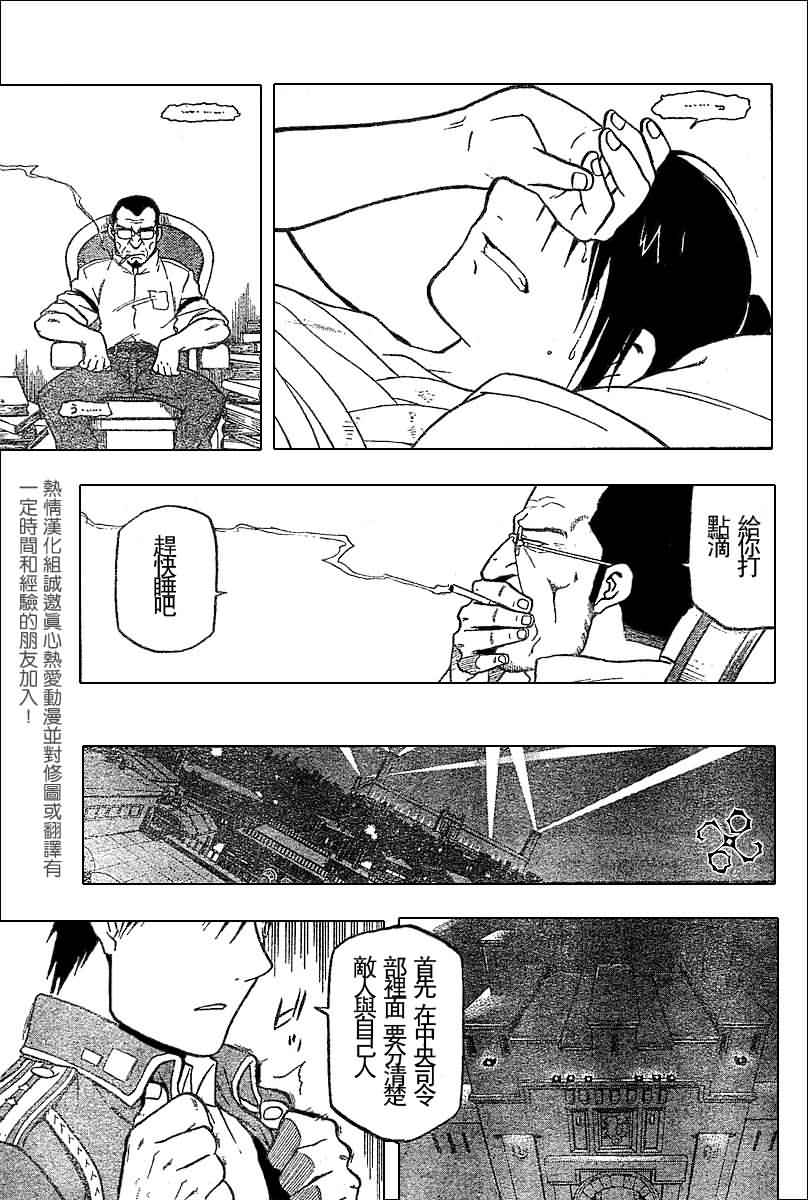 給你打
點滴
趕快睡吧
熱情漢化組誠邀真心熱愛動漫並對修圖或翻譯有
一定時間和經驗的朋友加入！
首先 在中央司令
部裡面 要分清楚
敵人與自己人